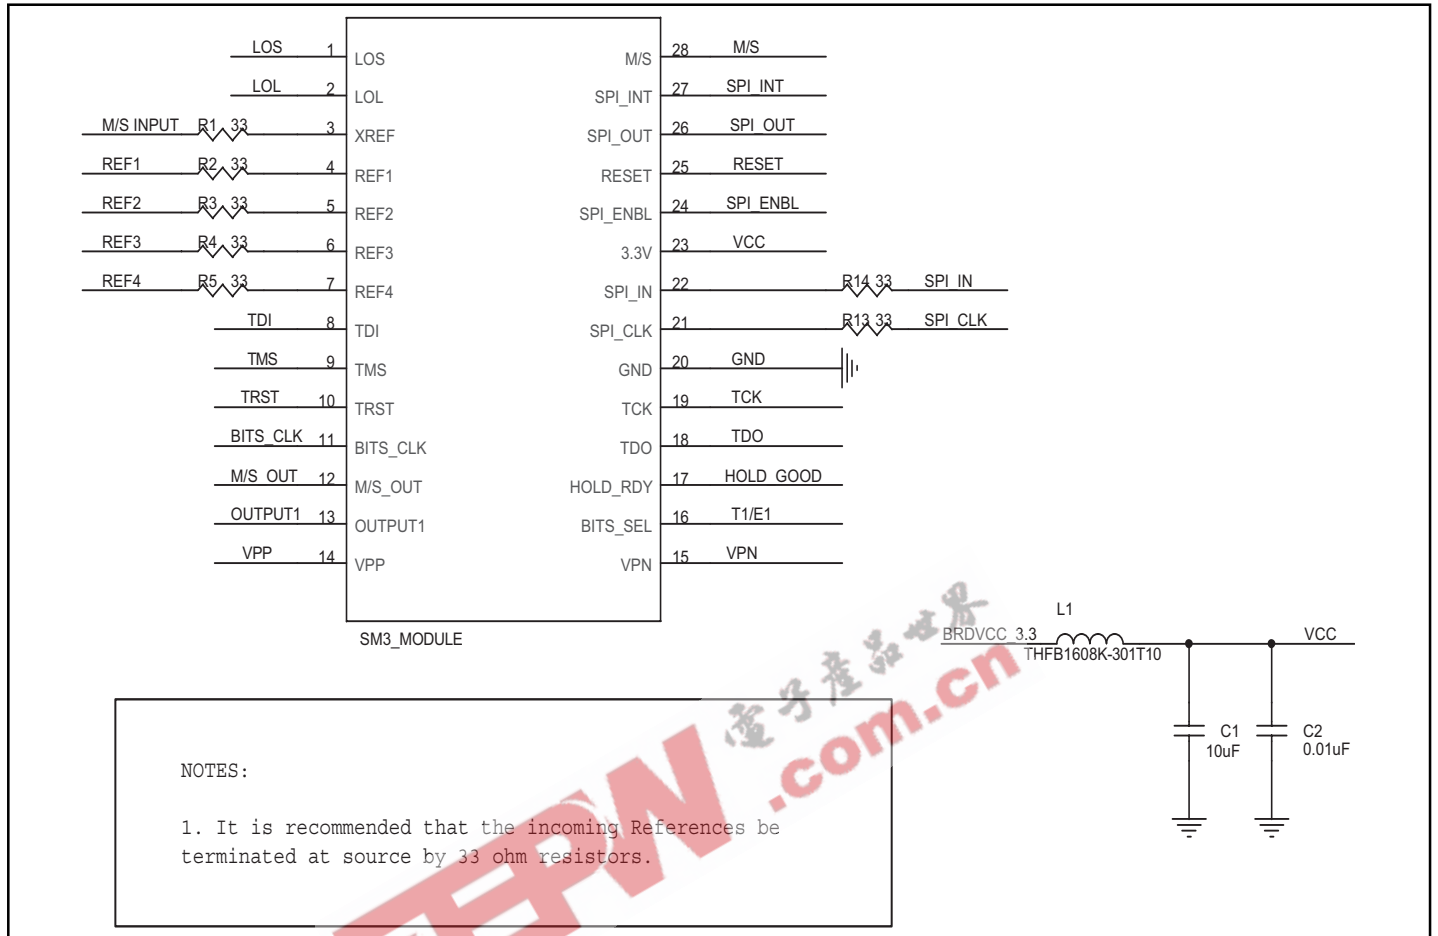 LOS 1 LOS M/S 28 M/S
LOL 2 LOL SPI_INT 27 SPI_INT
M/S INPUT R1 33 3 XREF SPI_OUT 26 SPI_OUT
REF1 R2 33 4 REF1 RESET 25 RESET
REF2 R3 33 5 REF2 SPI_ENBL 24 SPI_ENBL
REF3 R4 33 6 REF3 3.3V 23 VCC
REF4 R5 33 7 REF4 SPI_IN 22 R14 33 SPI_IN
TDI 8 TDI SPI_CLK 21 R13 33 SPI_CLK
TMS 9 TMS GND 20 GND
TRST 10 TRST TCK 19 TCK
BITS_CLK 11 BITS_CLK TDO 18 TDO
M/S_OUT 12 M/S_OUT HOLD_RDY 17 HOLD_GOOD
OUTPUT1 13 OUTPUT1 BITS_SEL 16 T1/E1
VPP 14 VPP VPN 15 VPN
SM3_MODULE
L1
BRDVCC_3.3 VCC
THFB1608K-301T10
C1 C2
10uF 0.01uF
NOTES:
1. It is recommended that the incoming References be
terminated at source by 33 ohm resistors.
電子產品世界
EEPW.com.cn